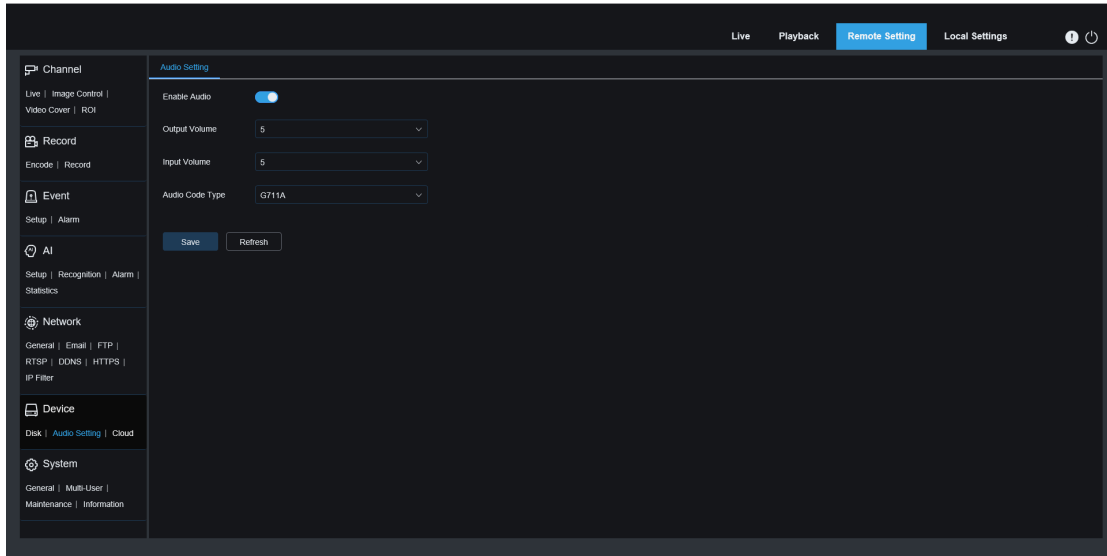 Live Playback Remote Setting Local Settings
Channel
Live | Image Control |
Video Cover | ROI
Record
Encode | Record
Event
Setup | Alarm
AI
Setup | Recognition | Alarm |
Statistics
Network
General | Email | FTP |
RTSP | DDNS | HTTPS |
IP Filter
Device
Disk | Audio Setting | Cloud
System
General | Multi-User |
Maintenance | Information
Audio Setting
Enable Audio
Output Volume 5
Input Volume 5
Audio Code Type G711A
Save Refresh